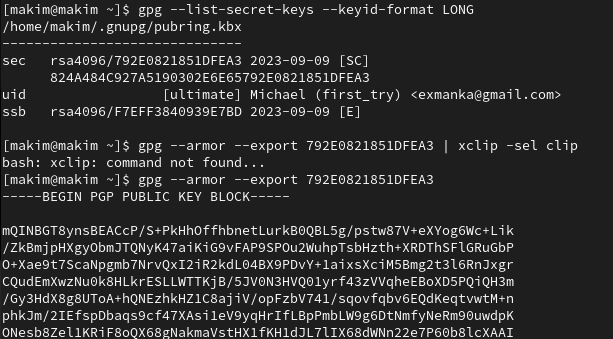 [makim@makim ~]$ gpg --list-secret-keys --keyid-format LONG
/home/makim/.gnupg/pubring.kbx
------------------------------
sec   rsa4096/792E0821851DFEA3 2023-09-09 [SC]
      824A484C927A5190302E6E65792E0821851DFEA3
uid                 [ultimate] Michael (first_try) <exmanka@gmail.com>
ssb   rsa4096/F7EFF3840939E7BD 2023-09-09 [E]
[makim@makim ~]$ gpg --armor --export 792E0821851DFEA3 | xclip -sel clip
bash: xclip: command not found...
[makim@makim ~]$ gpg --armor --export 792E0821851DFEA3
-----BEGIN PGP PUBLIC KEY BLOCK-----
mQINBGT8ynsBEACcP/S+PkHhOffhbnetLurkB0QBL5g/pstw87V+eXYog6Wc+Lik
/ZkBmjpHXgyObmJTQNyK47aiKiG9vFAP9SPOu2WuhpTsbHzth+XRDThSFlGRuGbP
O+Xae9t7ScaNpgmb7NrvQxI2iR2kdL04BX9PDvY+1aixsXciM5Bmg2t3l6RnJxgr
CQudEmXwzNu0k8HLkrESLLWTTKjB/5JV0N3HVQ01yrf43zVVqheEBoXD5PQiQH3m
/Gy3HdX8g8UToA+hQNEzhkHZ1C8ajiV/opFzbV741/sqovfqbv6EQdKeqtvwtM+n
phkJm/2IEfspDbaqs9cf47XAsi1eV9yqHrIfLBpPmbLW9g6DtNmfyNeRm90uwdpK
ONesb8Zel1KRiF8oQX68gNakmaVstHX1fKH1dJL7lIX68dWNn22e7P60b8lcXAAI